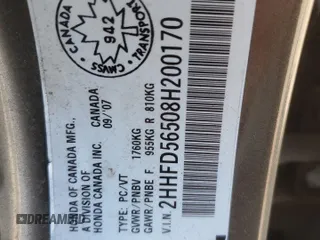 CANADA
942
TRANSPORT
CMVSS
HONDA OF CANADA MFG.
A DIVISION OF
HONDA CANADA INC.
CANADA
09/'07
TYPE: PC/VT
GVWR/PNBV 1760KG
GAWR/PNBE F 955KG R 810KG
V.I.N. 2HHFD56508H200170
DREAMBID